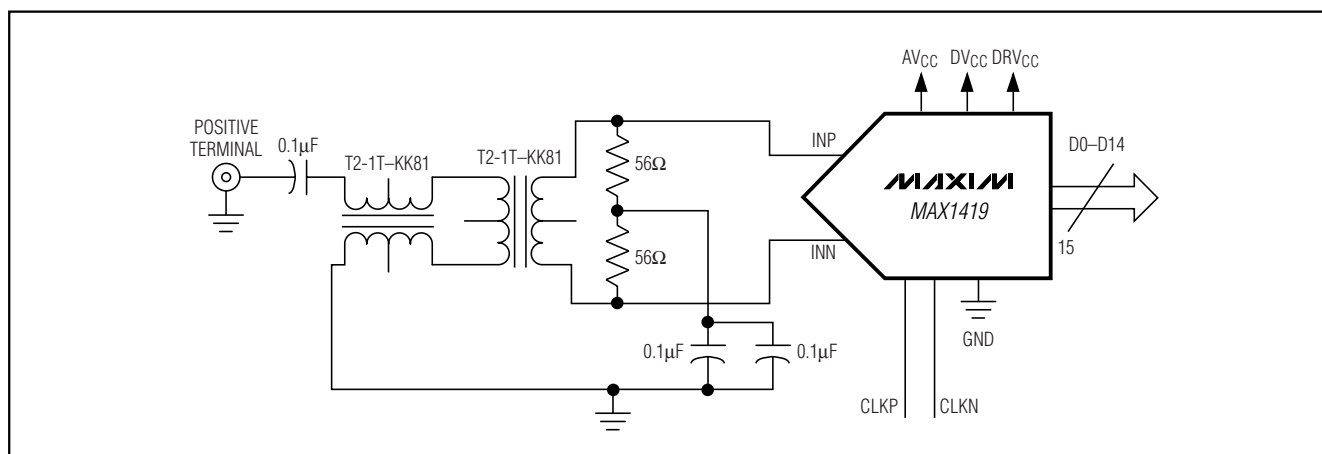 AVCC DVCC DRVCC
POSITIVE
TERMINAL
0.1µF
T2-1T–KK81
T2-1T–KK81
56Ω
56Ω
INP
INN
MAXIM
MAX1419
D0–D14
15
GND
0.1µF
0.1µF
CLKP
CLKN